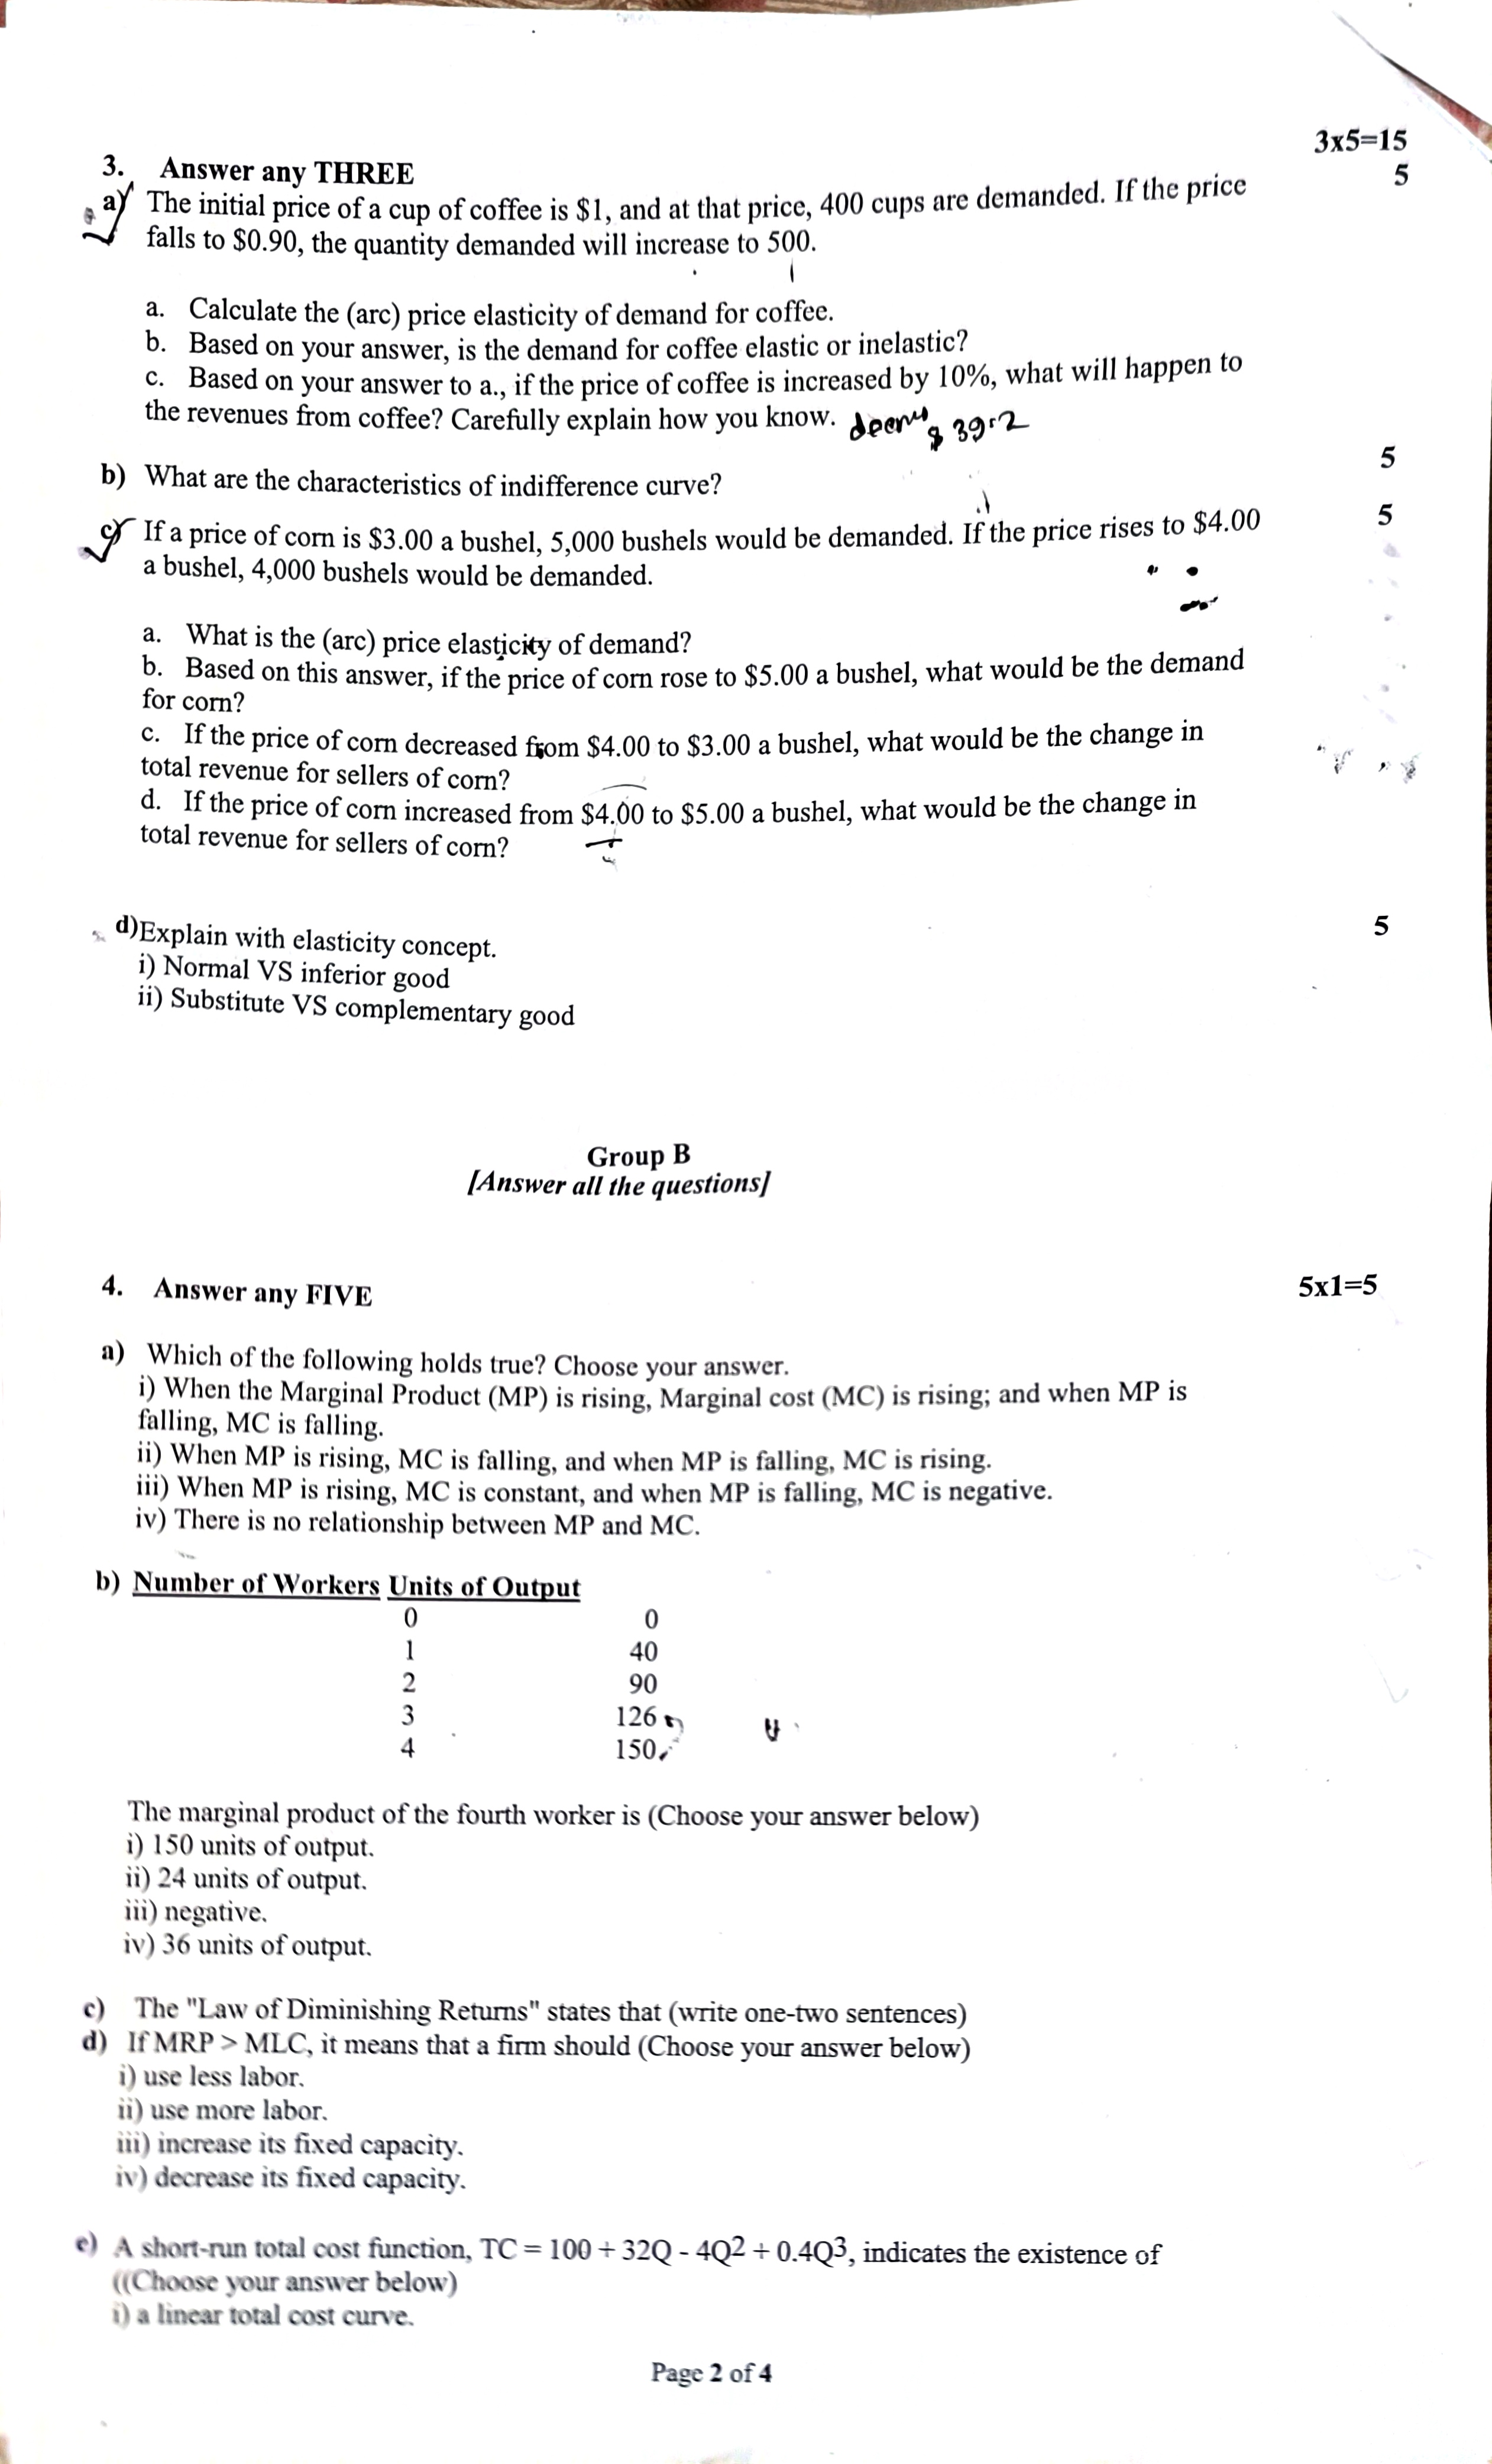 3x5=15
3. Answer any THREE
5
a) The initial price of a cup of coffee is $1, and at that price, 400 cups are demanded. If the price
falls to $0.90, the quantity demanded will increase to 500.
a. Calculate the (arc) price elasticity of demand for coffee.
b. Based on your answer, is the demand for coffee elastic or inelastic?
c. Based on your answer to a., if the price of coffee is increased by 10%, what will happen to
the revenues from coffee? Carefully explain how you know. 39.2
b) What are the characteristics of indifference curve? 5
c) If a price of corn is $3.00 a bushel, 5,000 bushels would be demanded. If the price rises to $4.00 5
a bushel, 4,000 bushels would be demanded.
a. What is the (arc) price elasticity of demand?
b. Based on this answer, if the price of corn rose to $5.00 a bushel, what would be the demand
for corn?
c. If the price of corn decreased from $4.00 to $3.00 a bushel, what would be the change in
total revenue for sellers of corn?
d. If the price of corn increased from $4.00 to $5.00 a bushel, what would be the change in
total revenue for sellers of corn?
d)Explain with elasticity concept. 5
i) Normal VS inferior good
ii) Substitute VS complementary good
Group B
[Answer all the questions]
4. Answer any FIVE 5x1=5
a) Which of the following holds true? Choose your answer.
i) When the Marginal Product (MP) is rising, Marginal cost (MC) is rising; and when MP is
falling, MC is falling.
ii) When MP is rising, MC is falling, and when MP is falling, MC is rising.
iii) When MP is rising, MC is constant, and when MP is falling, MC is negative.
iv) There is no relationship between MP and MC.
b) Number of Workers Units of Output
0 0
1 40
2 90
3 126
4 150
The marginal product of the fourth worker is (Choose your answer below)
i) 150 units of output.
ii) 24 units of output.
iii) negative.
iv) 36 units of output.
c) The "Law of Diminishing Returns" states that (write one-two sentences)
d) If MRP > MLC, it means that a firm should (Choose your answer below)
i) use less labor.
ii) use more labor.
iii) increase its fixed capacity.
iv) decrease its fixed capacity.
e) A short-run total cost function, TC = 100 + 32Q - 4Q2 + 0.4Q3, indicates the existence of
((Choose your answer below)
i) a linear total cost curve.
Page 2 of 4